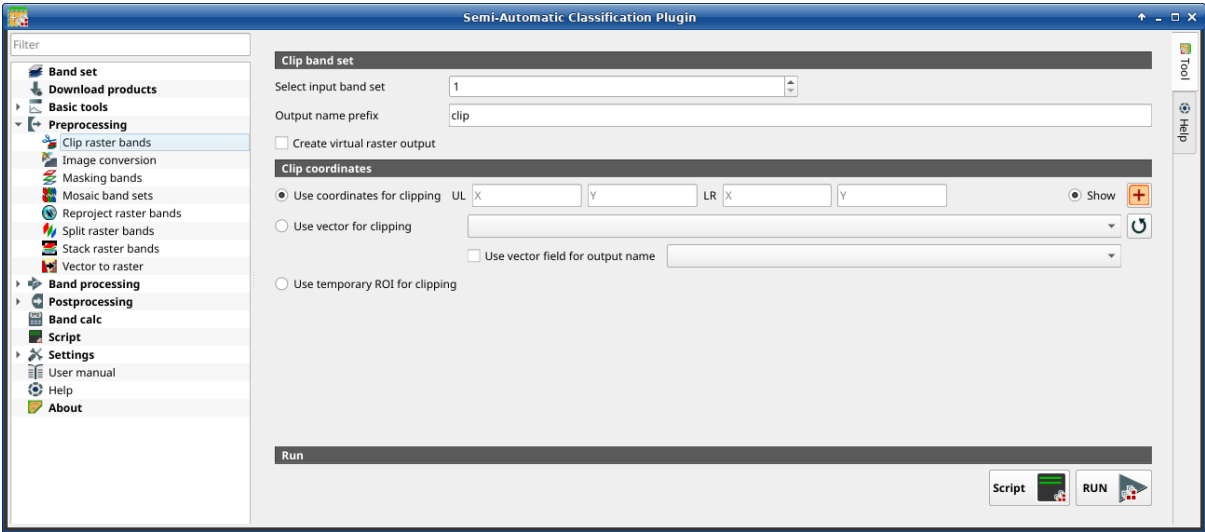 Semi-Automatic Classification Plugin
Filter
Band set
Download products
Basic tools
Preprocessing
Clip raster bands
Image conversion
Masking bands
Mosaic band sets
Reproject raster bands
Split raster bands
Stack raster bands
Vector to raster
Band processing
Postprocessing
Band calc
Script
Settings
User manual
Help
About
Clip band set
Select input band set 1
Output name prefix clip
Create virtual raster output
Clip coordinates
Use coordinates for clipping UL X Y LR X Y Show
Use vector for clipping
Use vector field for output name
Use temporary ROI for clipping
Run
Script RUN
Tool
Help